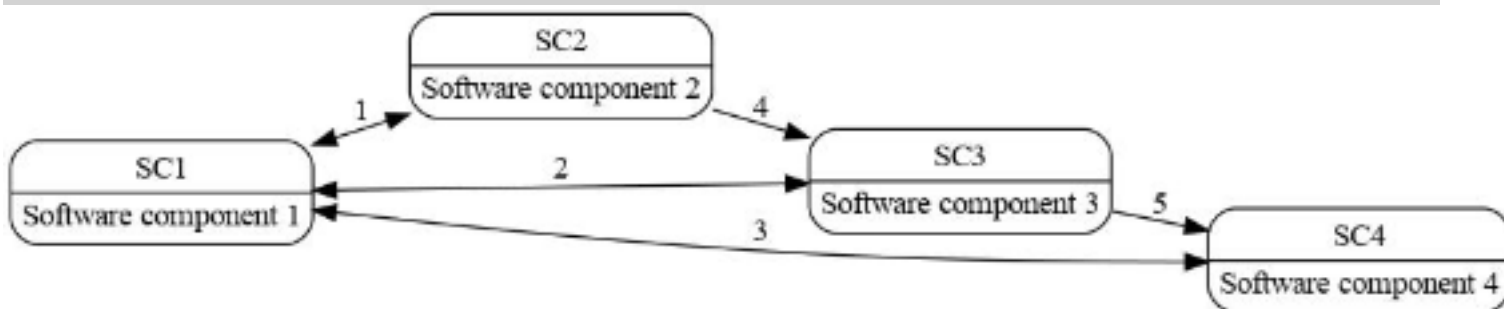 SC2
Software component 2
1
4
SC1
Software component 1
2
SC3
Software component 3
3
5
SC4
Software component 4